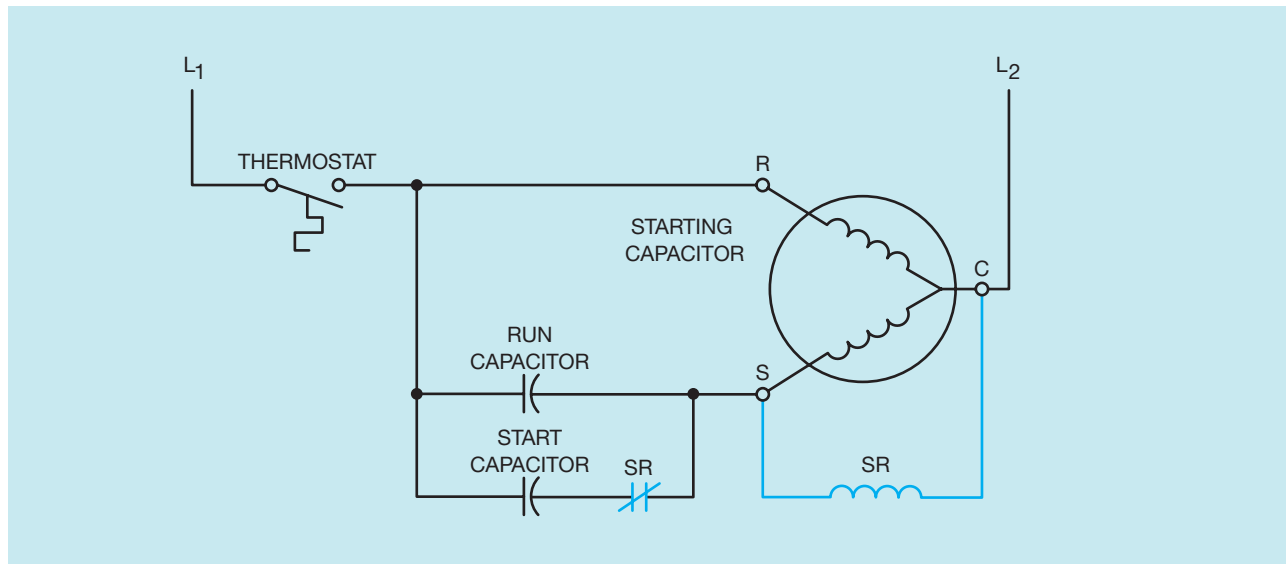 L1
L2
THERMOSTAT
R
STARTING
CAPACITOR
C
RUN
CAPACITOR
S
START
CAPACITOR
SR
SR